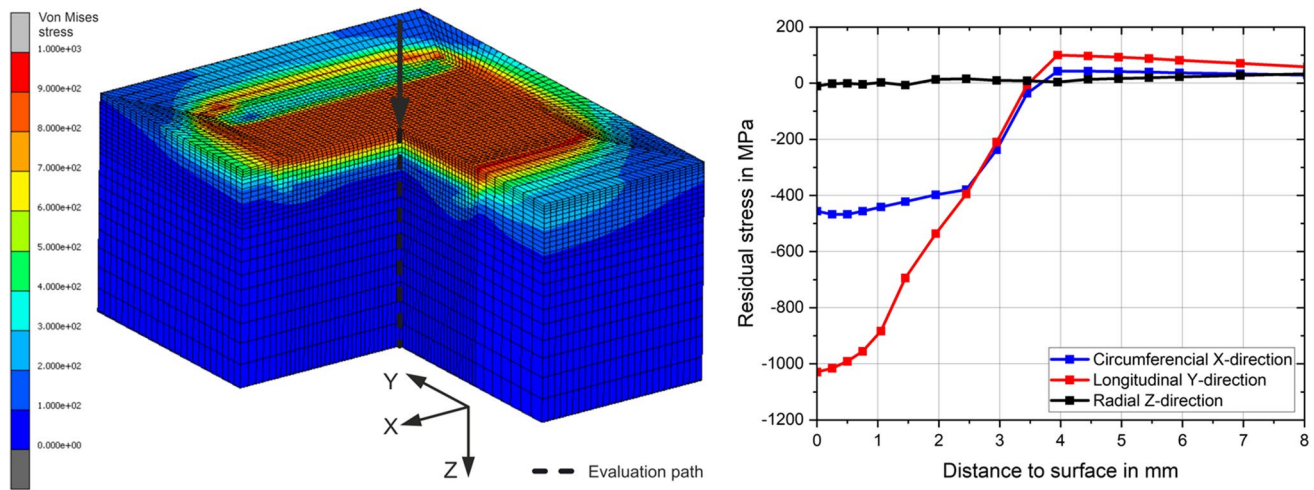 Von Mises
stress
1.000e+03
9.000e+02
8.000e+02
7.000e+02
6.000e+02
5.000e+02
4.000e+02
3.000e+02
2.000e+02
1.000e+02
0.000e+00
Y
X
Z
Evaluation path
Residual stress in MPa
200
0
-200
-400
-600
-800
-1000
-1200
Circumferencial X-direction
Longitudinal Y-direction
Radial Z-direction
0 1 2 3 4 5 6 7 8
Distance to surface in mm